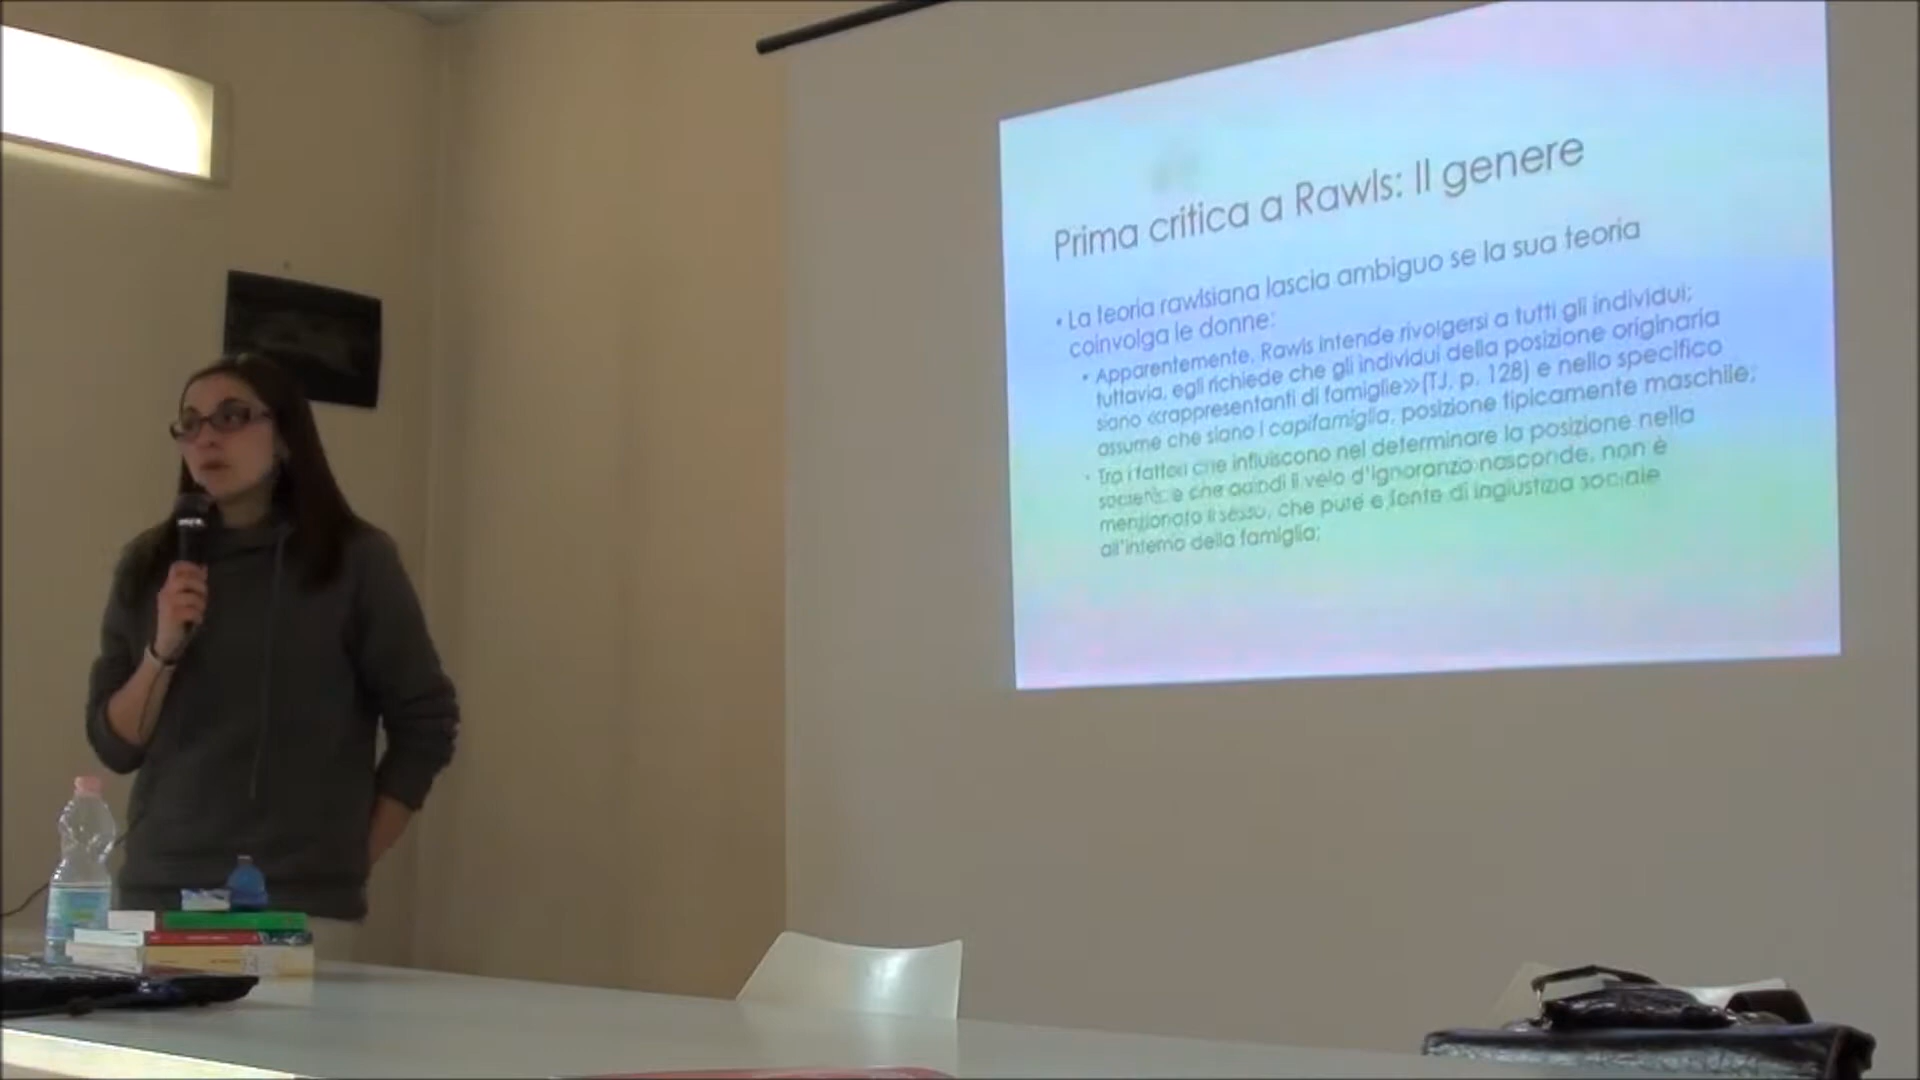 Prima critica a Rawls: Il genere
• La teoria rawlsiana lascia ambiguo se la sua teoria
coinvolga le donne:
• Apparentemente, Rawls intende rivolgersi a tutti gli individui;
tuttavia, egli richiede che gli individui della posizione originaria
siano «rappresentanti di famiglie»(TJ, p. 128) e nello specifico
assume che siano i capifamiglia, posizione tipicamente maschile;
• Tra i fattori che influiscono nel determinare la posizione nella
e che quindi il velo d'ignoranza nasconde, non è
menzionato il sesso, che pure è fonte di ingiustizia sociale
all'interno della famiglia;